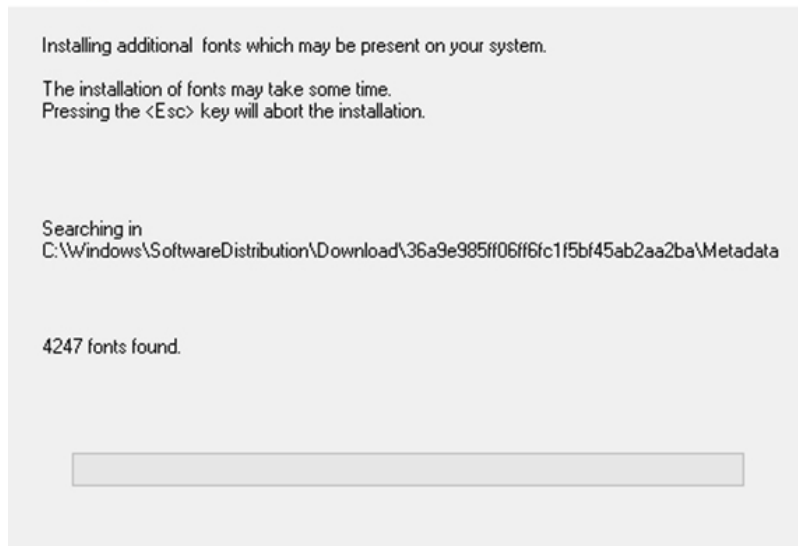 Installing additional  fonts which may be present on your system.
The installation of fonts may take some time.
Pressing the <Esc> key will abort the installation.
Searching in
C:\Windows\SoftwareDistribution\Download\36a9e985ff06ff6fc1f5bf45ab2aa2ba\Metadata
4247 fonts found.